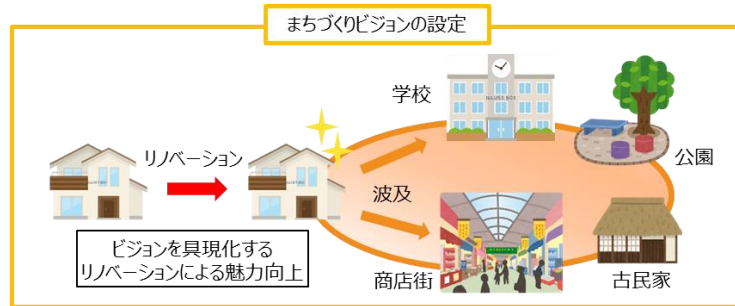 まちづくりビジョンの設定
学校
公園
リノベーション
波及
ビジョンを具現化する
リノベーションによる魅力向上
商店街
古民家